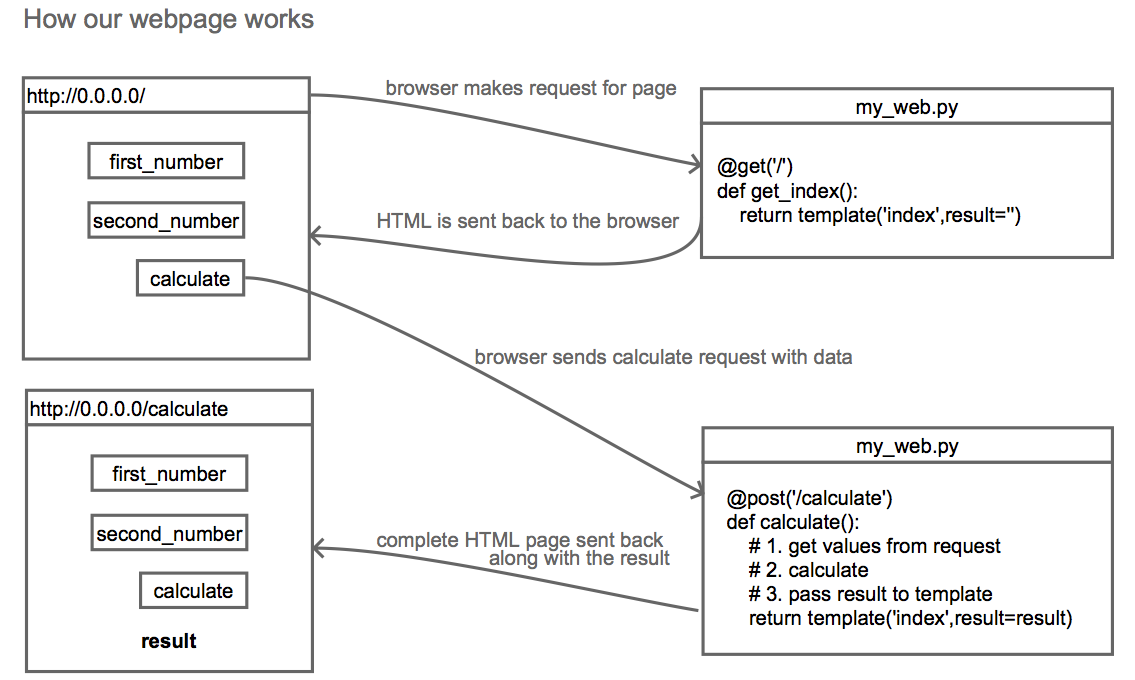 How our webpage works
http://0.0.0.0/
first_number
second_number
calculate
browser makes request for page
HTML is sent back to the browser
my_web.py
@get('/')
def get_index():
return template('index',result='')
browser sends calculate request with data
http://0.0.0.0/calculate
first_number
second_number
calculate
result
complete HTML page sent back
along with the result
my_web.py
@post('/calculate')
def calculate():
# 1. get values from request
# 2. calculate
# 3. pass result to template
return template('index',result=result)